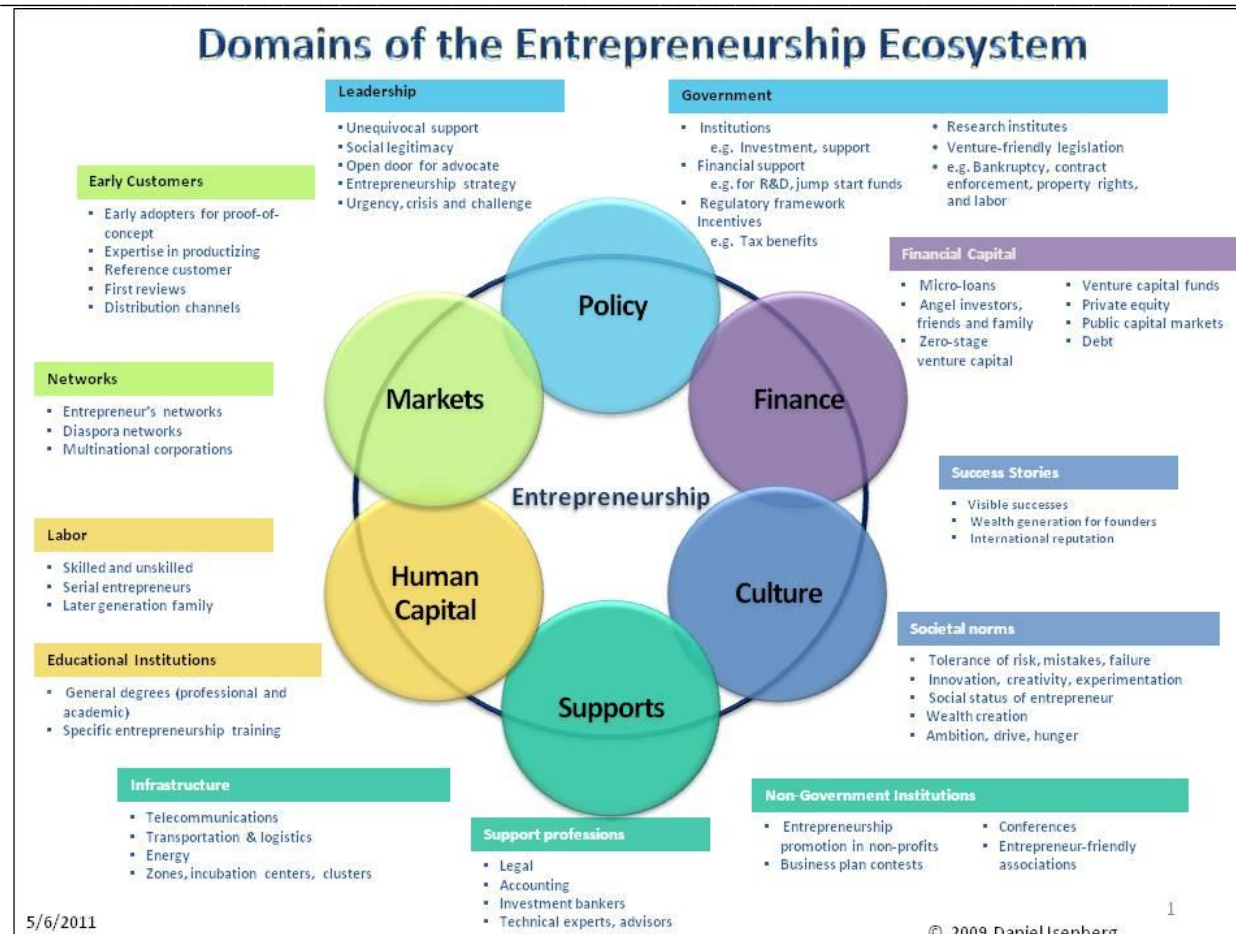 Domains of the Entrepreneurship Ecosystem
Leadership
▪ Unequivocal support
▪ Social legitimacy
▪ Open door for advocate
▪ Entrepreneurship strategy
▪ Urgency, crisis and challenge
Government
▪ Institutions
e.g. Investment, support
▪ Financial support
e.g. for R&D, jump start funds
▪ Regulatory framework
Incentives
e.g. Tax benefits
• Research institutes
• Venture-friendly legislation
• e.g. Bankruptcy, contract
enforcement, property rights,
and labor
Early Customers
▪ Early adopters for proof-of-
concept
▪ Expertise in productizing
▪ Reference customer
▪ First reviews
▪ Distribution channels
Financial Capital
▪ Micro-loans
▪ Angel investors,
friends and family
▪ Zero-stage
venture capital
▪ Venture capital funds
▪ Private equity
▪ Public capital markets
▪ Debt
Networks
▪ Entrepreneur's networks
▪ Diaspora networks
▪ Multinational corporations
Policy
Markets
Finance
Entrepreneurship
Human
Capital
Culture
Supports
Success Stories
▪ Visible successes
▪ Wealth generation for founders
▪ International reputation
Labor
▪ Skilled and unskilled
▪ Serial entrepreneurs
▪ Later generation family
Societal norms
▪ Tolerance of risk, mistakes, failure
▪ Innovation, creativity, experimentation
▪ Social status of entrepreneur
▪ Wealth creation
▪ Ambition, drive, hunger
Educational Institutions
▪ General degrees (professional and
academic)
▪ Specific entrepreneurship training
Infrastructure
▪ Telecommunications
▪ Transportation & logistics
▪ Energy
▪ Zones, incubation centers, clusters
Support professions
▪ Legal
▪ Accounting
▪ Investment bankers
▪ Technical experts, advisors
Non-Government Institutions
▪ Entrepreneurship
promotion in non-profits
▪ Business plan contests
▪ Conferences
▪ Entrepreneur-friendly
associations
5/6/2011
1
© 2009 Daniel Isenberg